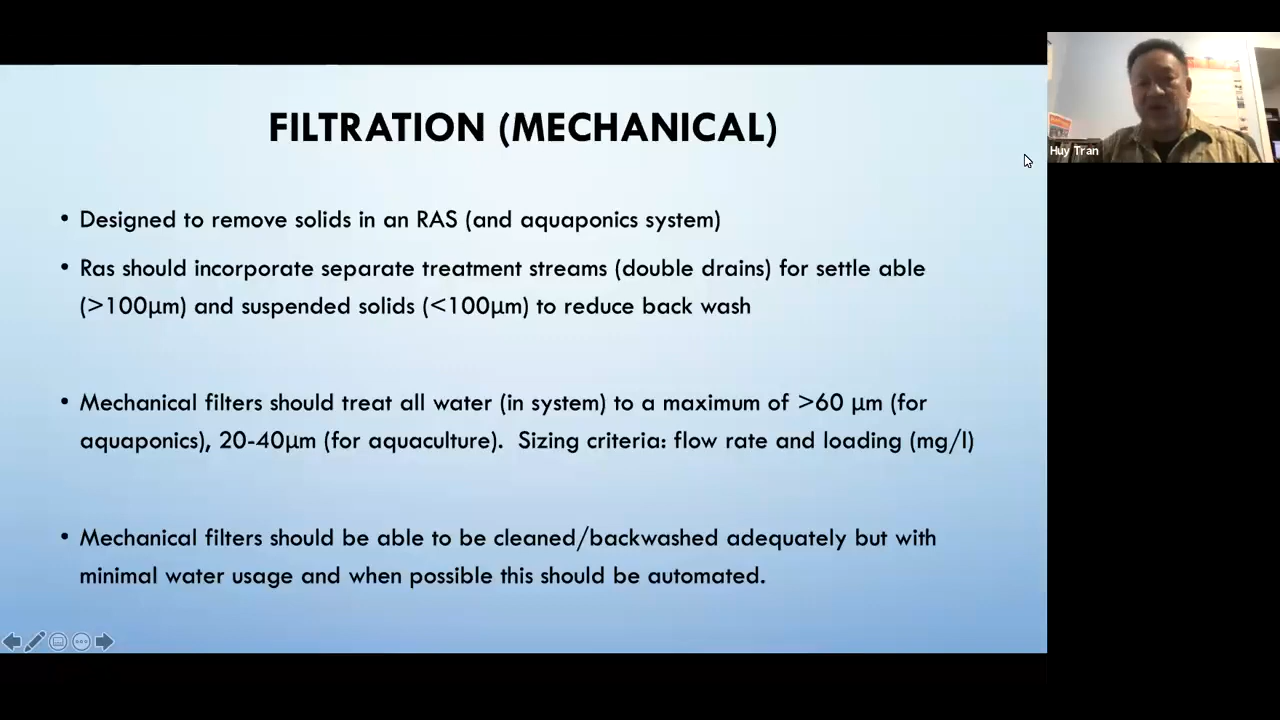 FILTRATION (MECHANICAL)
• Designed to remove solids in an RAS (and aquaponics system)
• Ras should incorporate separate treatment streams (double drains) for settle able
(>100µm) and suspended solids (<100µm) to reduce back wash
• Mechanical filters should treat all water (in system) to a maximum of >60 µm (for
aquaponics), 20-40µm (for aquaculture). Sizing criteria: flow rate and loading (mg/l)
• Mechanical filters should be able to be cleaned/backwashed adequately but with
minimal water usage and when possible this should be automated.
Huy Tran